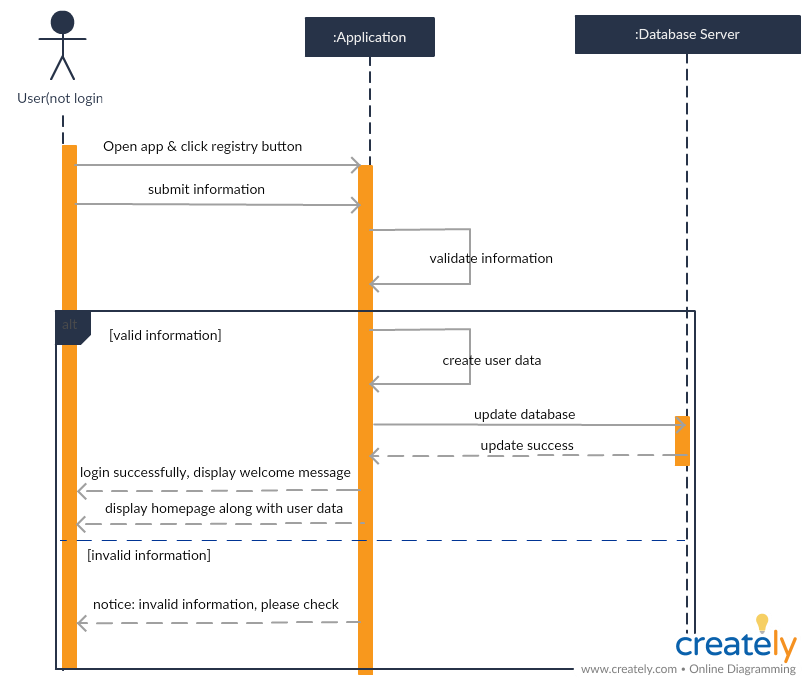 :Application
:Database Server
User(not login
Open app & click registry button
submit information
validate information
alt
[valid information]
create user data
update database
update success
login successfully, display welcome message
display homepage along with user data
[invalid information]
notice: invalid information, please check
creately
www.creately.com • Online Diagramming